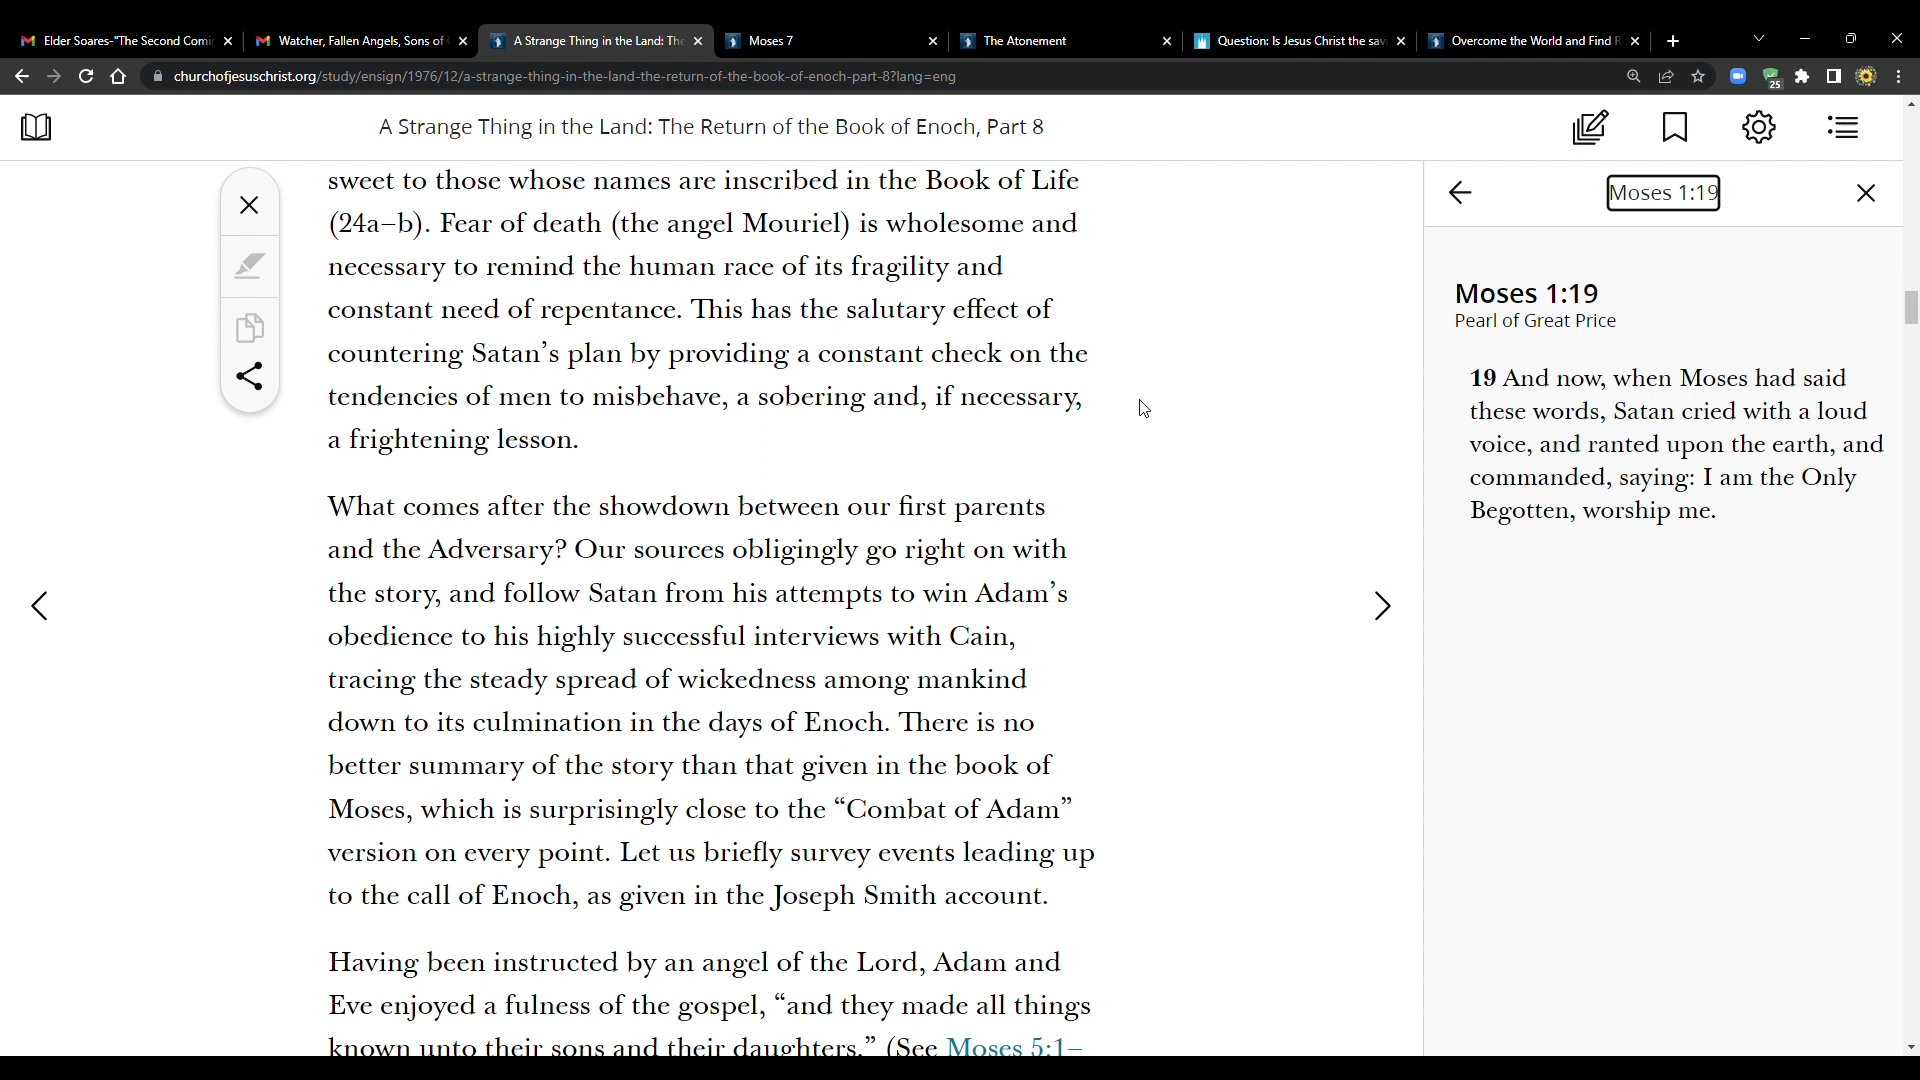 Elder Soares-"The Second Comi
Watcher, Fallen Angels, Sons of
A Strange Thing in the Land: The
Moses 7
The Atonement
Question: Is Jesus Christ the sav
Overcome the World and Find R
churchofjesuschrist.org/study/ensign/1976/12/a-strange-thing-in-the-land-the-return-of-the-book-of-enoch-part-8?lang=eng
25
A Strange Thing in the Land: The Return of the Book of Enoch, Part 8
sweet to those whose names are inscribed in the Book of Life
(24a–b). Fear of death (the angel Mouriel) is wholesome and
necessary to remind the human race of its fragility and
constant need of repentance. This has the salutary effect of
countering Satan’s plan by providing a constant check on the
tendencies of men to misbehave, a sobering and, if necessary,
a frightening lesson.
What comes after the showdown between our first parents
and the Adversary? Our sources obligingly go right on with
the story, and follow Satan from his attempts to win Adam’s
obedience to his highly successful interviews with Cain,
tracing the steady spread of wickedness among mankind
down to its culmination in the days of Enoch. There is no
better summary of the story than that given in the book of
Moses, which is surprisingly close to the “Combat of Adam”
version on every point. Let us briefly survey events leading up
to the call of Enoch, as given in the Joseph Smith account.
Having been instructed by an angel of the Lord, Adam and
Eve enjoyed a fulness of the gospel, “and they made all things
known unto their sons and their daughters.” (See Moses 5:1–
Moses 1:19
Moses 1:19
Pearl of Great Price
19 And now, when Moses had said
these words, Satan cried with a loud
voice, and ranted upon the earth, and
commanded, saying: I am the Only
Begotten, worship me.